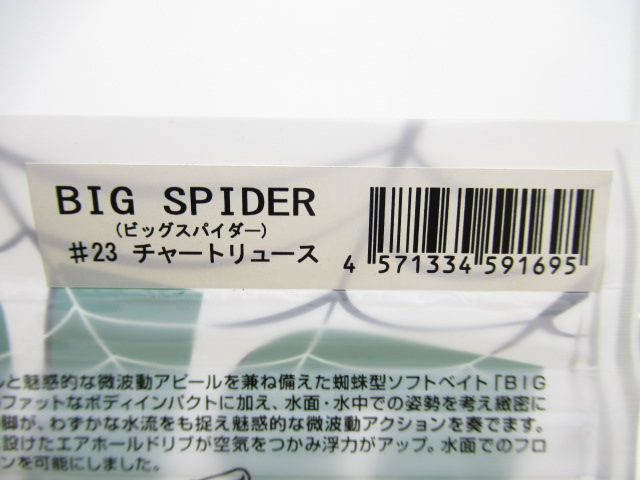 BIG SPIDER
(ビッグスパイダー)
#23 チャートリュース
4 571334 591695
と魅惑的な微波動アピールを兼ね備えた蜘蛛型ソフトベイト「BIG
ファットなボディインパクトに加え、水面・水中での姿勢を考え緻密に
脚が、わずかな水流をも捉え魅惑的な微波動アクションを奏でます。
設けたエアホールドリブが空気をつかみ浮力がアップ。水面でのフロ
ンを可能にしました。